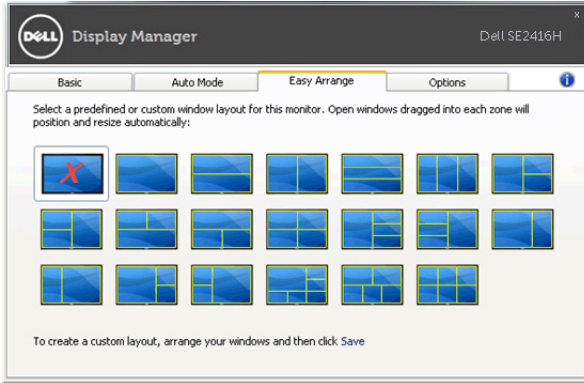 x
DELL Display Manager Dell SE2416H
Basic Auto Mode Easy Arrange Options i
Select a predefined or custom window layout for this monitor. Open windows dragged into each zone will
position and resize automatically:
To create a custom layout, arrange your windows and then click Save